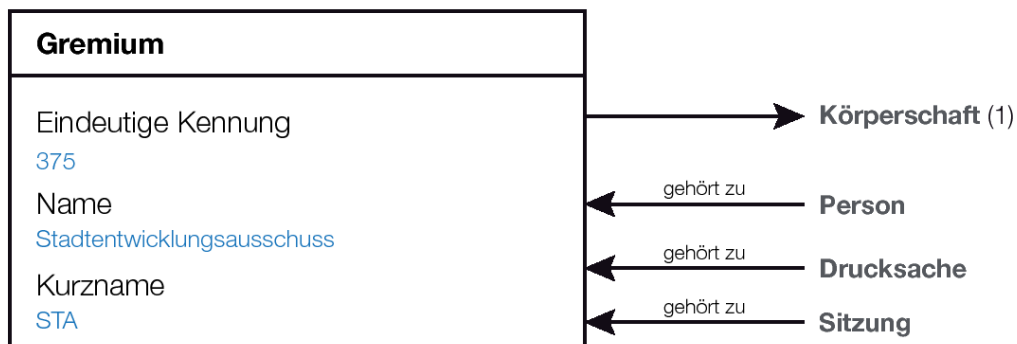 Gremium
Eindeutige Kennung
375
Name
Stadtentwicklungsausschuss
Kurzname
STA
Körperschaft (1)
gehört zu
Person
gehört zu
Drucksache
gehört zu
Sitzung